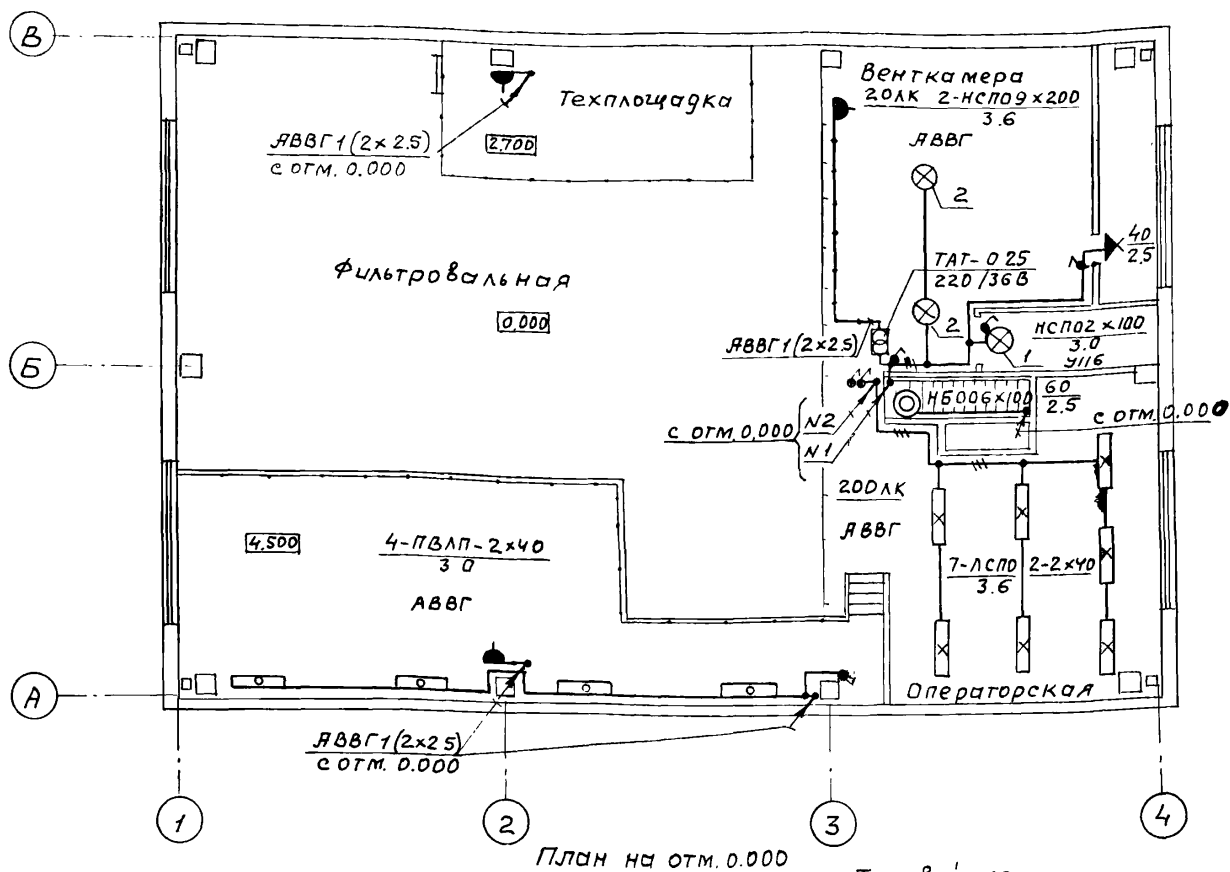 В
Венткамера
20ЛК 2-НСП09×200
3.6
АВВГ
Техплощадка
АВВГ1(2×2.5)
с отм. 0.000
2.700
2
40
2.5
ТАТ-0.25
220/36В
Фильтровальная
0.000
2
НСП02×100
3.0
У116
1
АВВГ1(2×2.5)
Б
НБ006×100
60
2.5
с отм. 0.000
с отм. 0.000
N2
N1
200ЛК
АВВГ
4.500
4-ПВЛП-2×40
3.0
АВВГ
7-ЛСП02-2×40
3.6
А
Операторская
АВВГ1(2×2.5)
с отм. 0.000
1
2
3
4
План на отм. 0.000